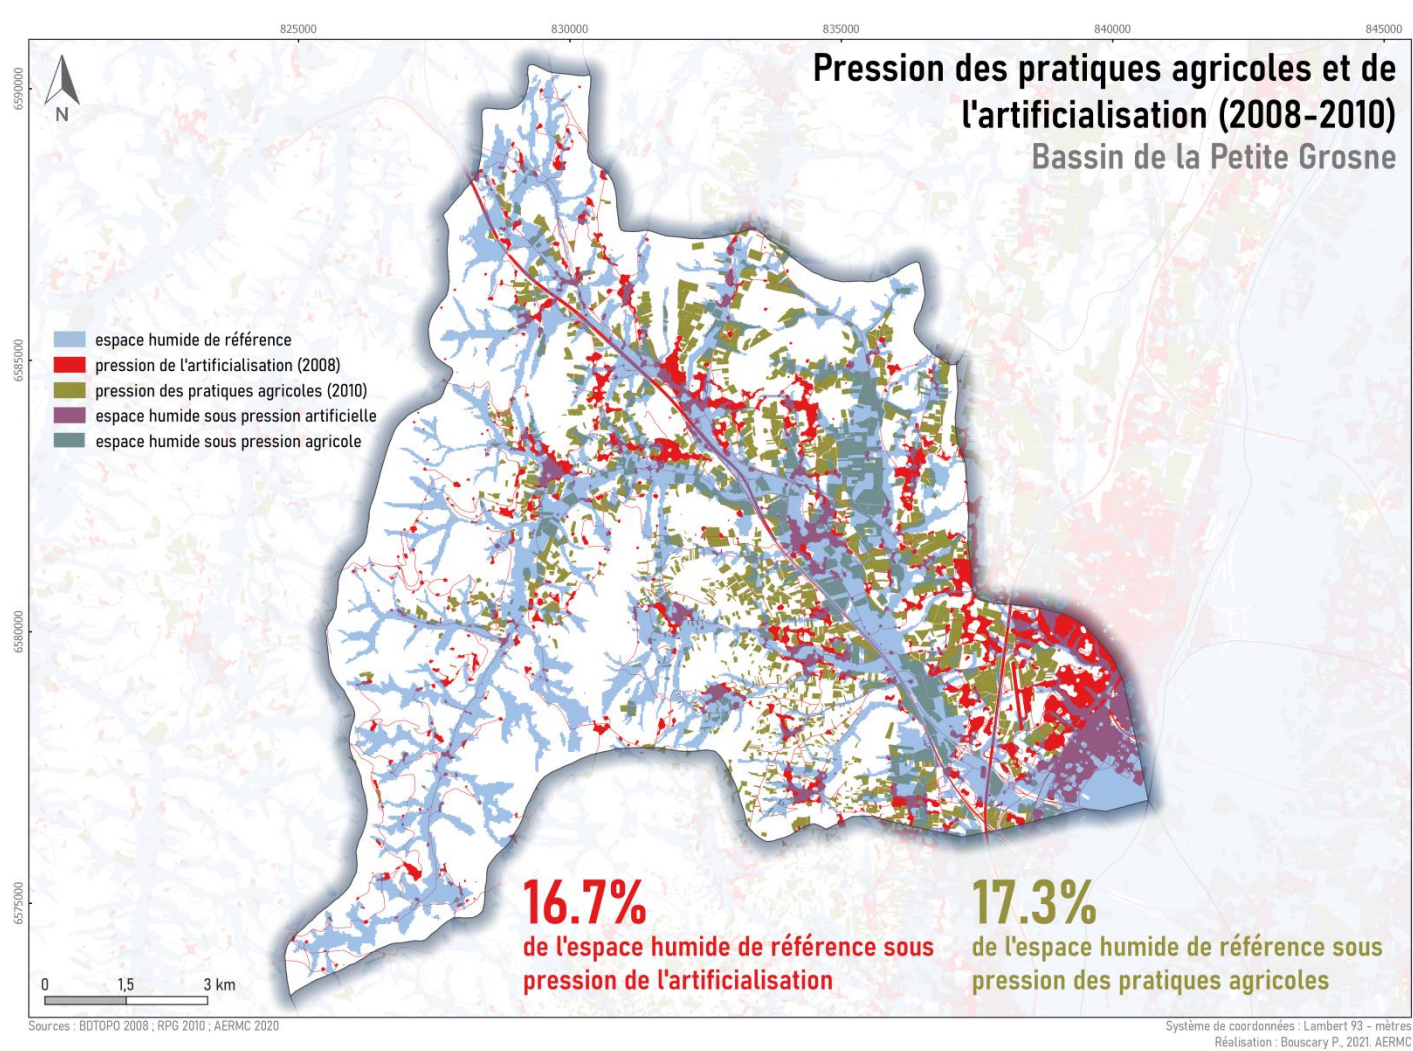 825000
830000
835000
840000
845000
Pression des pratiques agricoles et de
l'artificialisation (2008-2010)
Bassin de la Petite Grosne
N
6590000
6585000
6580000
6575000
espace humide de référence
pression de l'artificialisation (2008)
pression des pratiques agricoles (2010)
espace humide sous pression artificielle
espace humide sous pression agricole
16.7%
de l'espace humide de référence sous
pression de l'artificialisation
17.3%
de l'espace humide de référence sous
pression des pratiques agricoles
0 1,5 3 km
Sources : BDTOPO 2008 ; RPG 2010 ; AERMC 2020
Système de coordonnées : Lambert 93 - mètres
Réalisation : Bouscary P., 2021. AERMC